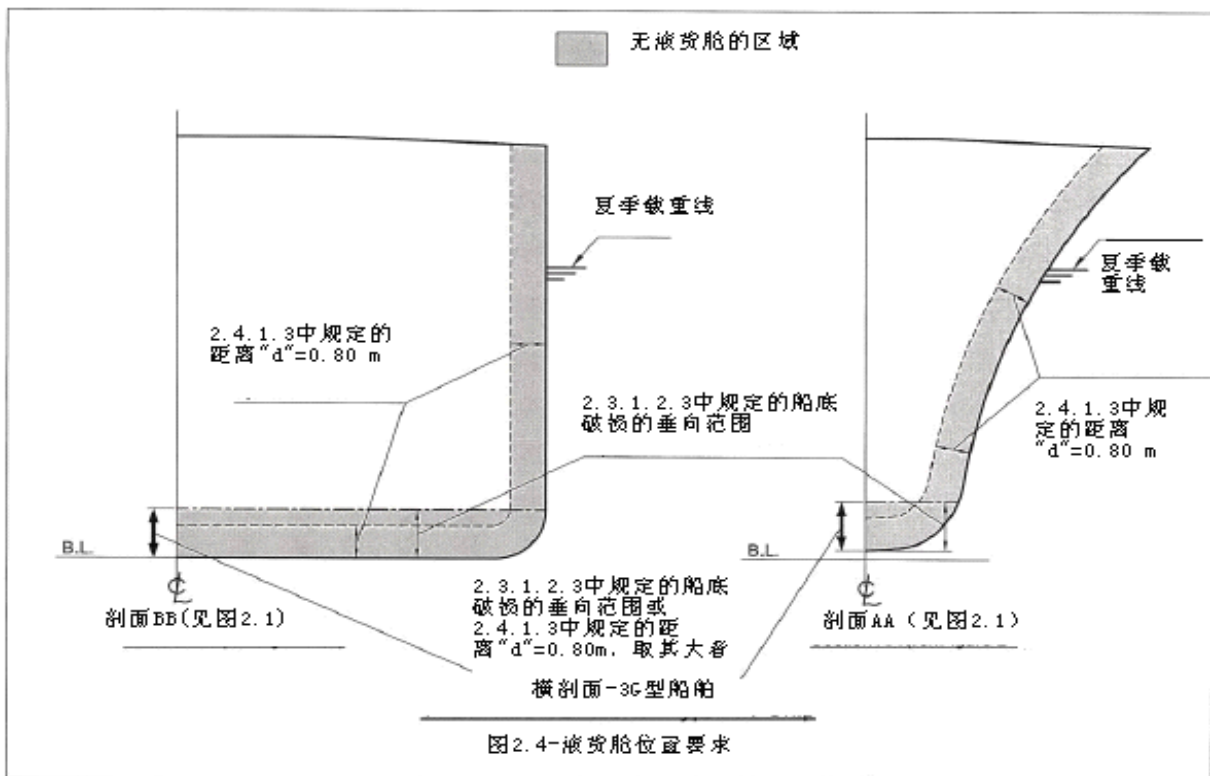 无液货舱的区域
夏季载重线
夏季载
重线
2.4.1.3中规定的
距离"d"=0.80 m
2.3.1.2.3中规定的船底
破损的垂向范围
2.4.1.3中规
定的距离
"d"=0.80 m
B.L.
B.L.
2.3.1.2.3中规定的船底
破损的垂向范围或
2.4.1.3中规定的距
离"d"=0.80m, 取其大者
剖面BB(见图2.1)
剖面AA（见图2.1）
横剖面-3G型船舶
图2.4-液货舱位置要求